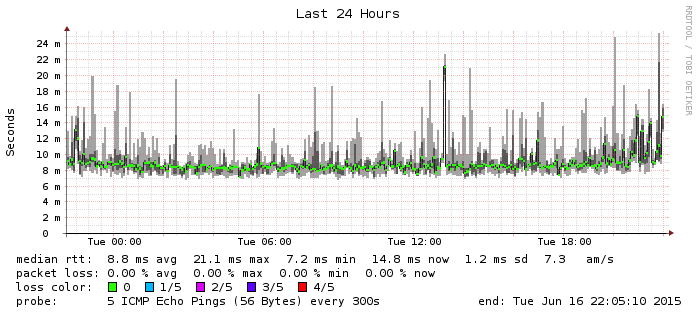 Last 24 Hours
RRDTOOL / TOBI OETIKER
Seconds
24 m
22 m
20 m
18 m
16 m
14 m
12 m
10 m
8 m
6 m
4 m
2 m
0
Tue 00:00 Tue 06:00 Tue 12:00 Tue 18:00
median rtt: 8.8 ms avg 21.1 ms max 7.2 ms min 14.8 ms now 1.2 ms sd 7.3 am/s
packet loss: 0.00 % avg 0.00 % max 0.00 % min 0.00 % now
loss color: 0 1/5 2/5 3/5 4/5
probe: 5 ICMP Echo Pings (56 Bytes) every 300s end: Tue Jun 16 22:05:10 2015